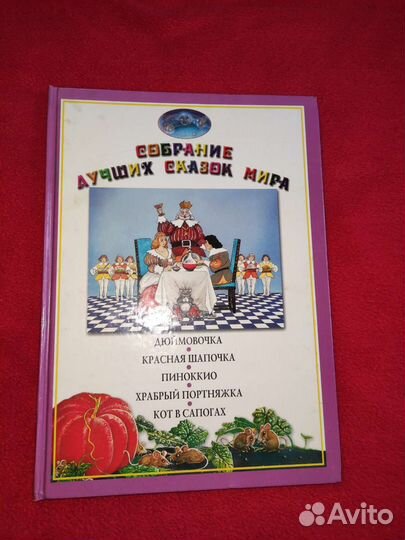 СОБРАНИЕ
ЛУЧШИХ СКАЗОК МИРА
ДЮЙМОВОЧКА
КРАСНАЯ ШАПОЧКА
ПИНОККИО
ХРАБРЫЙ ПОРТНЯЖКА
КОТ В САПОГАХ
Avito